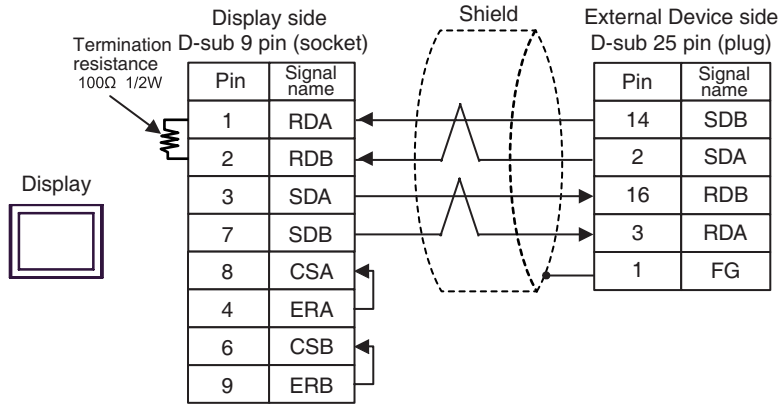 Display side
D-sub 9 pin (socket)
Shield
External Device side
D-sub 25 pin (plug)
Termination
resistance
100Ω 1/2W
Display
Pin Signal name
1 RDA
2 RDB
3 SDA
7 SDB
8 CSA
4 ERA
6 CSB
9 ERB
Pin Signal name
14 SDB
2 SDA
16 RDB
3 RDA
1 FG